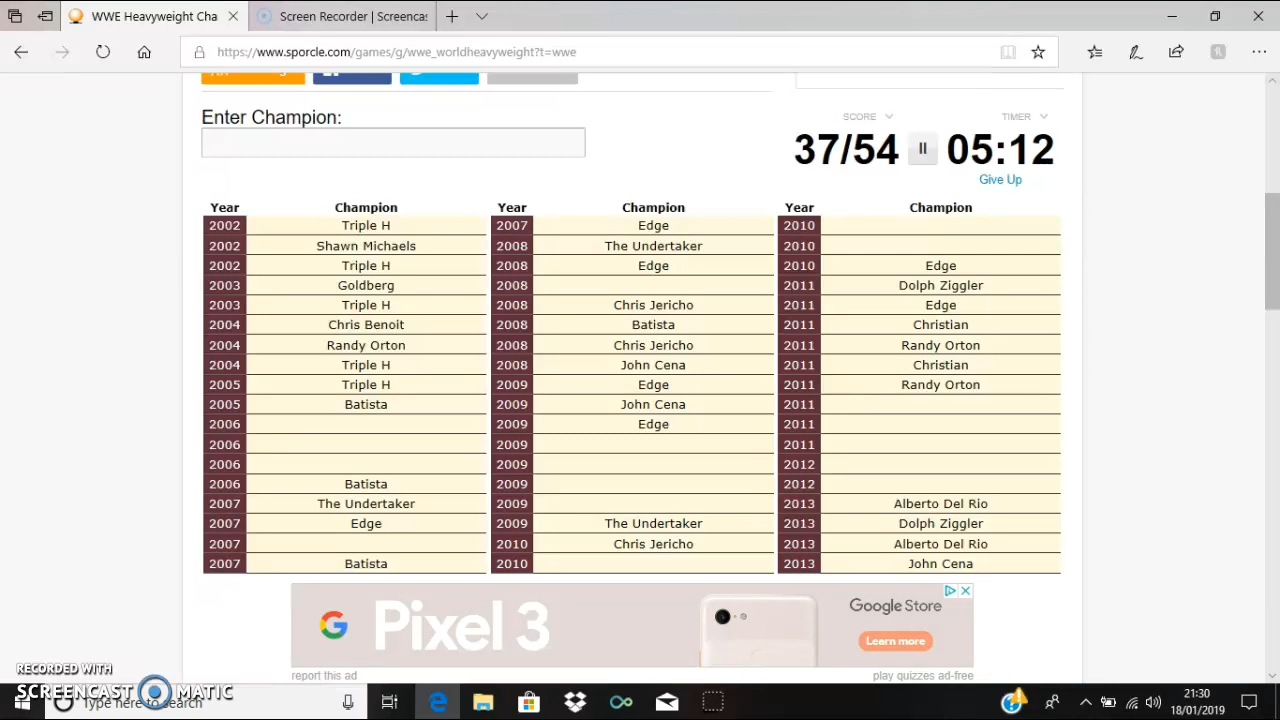 WWE Heavyweight Cha
Screen Recorder | Screencas
https://www.sporcle.com/games/g/wwe_worldheavyweight?t=wwe
Enter Champion:
SCORE
TIMER
37/54
05:12
Give Up
Year Champion Year Champion Year Champion
2002 Triple H 2007 Edge 2010
2002 Shawn Michaels 2008 The Undertaker 2010
2002 Triple H 2008 Edge 2010 Edge
2003 Goldberg 2008 2011 Dolph Ziggler
2003 Triple H 2008 Chris Jericho 2011 Edge
2004 Chris Benoit 2008 Batista 2011 Christian
2004 Randy Orton 2008 Chris Jericho 2011 Randy Orton
2004 Triple H 2008 John Cena 2011 Christian
2005 Triple H 2009 Edge 2011 Randy Orton
2005 Batista 2009 John Cena 2011
2006 2009 Edge 2011
2006 2009 2011
2006 2009 2012
2006 Batista 2009 2012
2007 The Undertaker 2009 2013 Alberto Del Rio
2007 Edge 2009 The Undertaker 2013 Dolph Ziggler
2007 2010 Chris Jericho 2013 Alberto Del Rio
2007 Batista 2010 2013 John Cena
G Pixel 3
Google Store
Learn more
report this ad
play quizzes ad-free
RECORDED WITH
SCREENCAST MATIC
Type here to search
21:30
18/01/2019